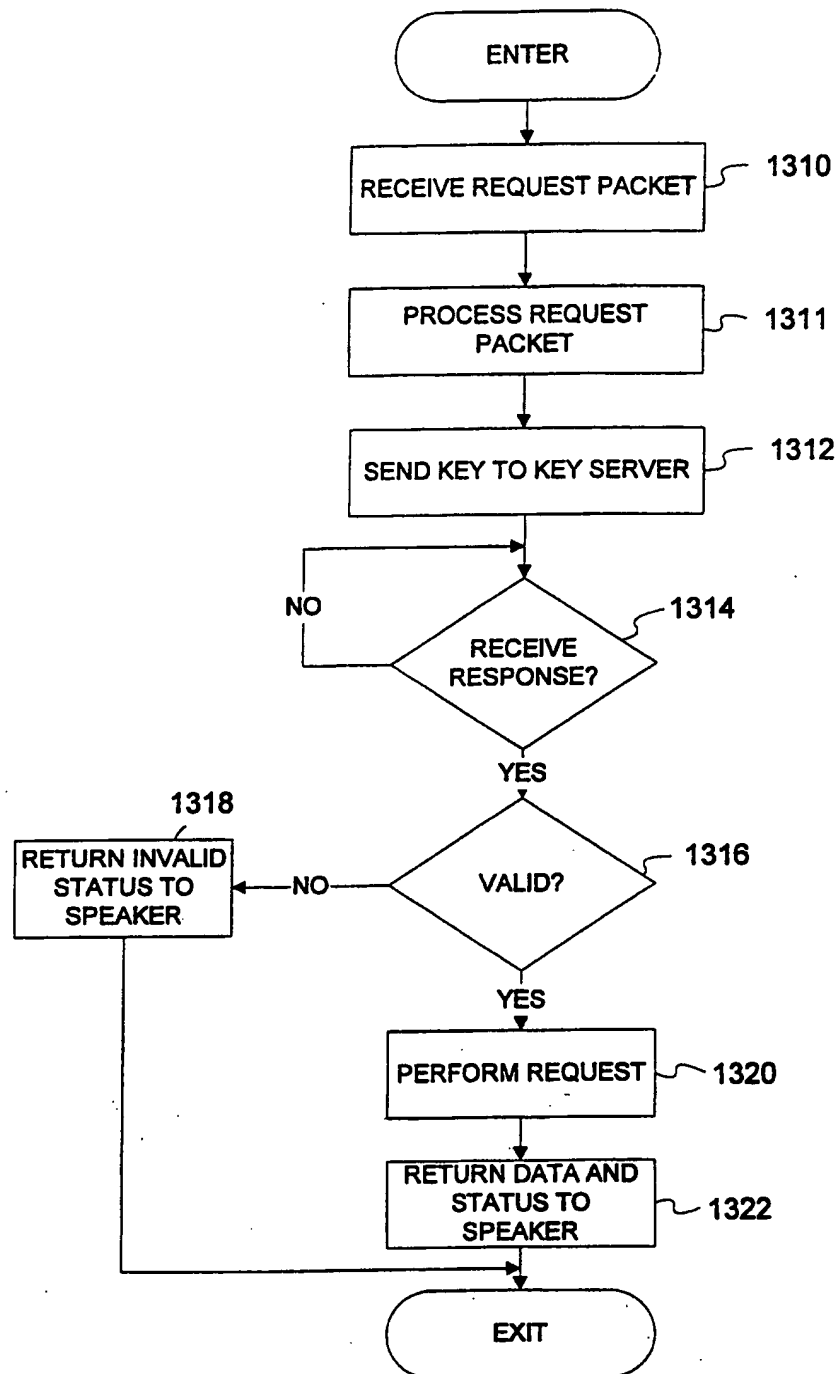 ENTER
RECEIVE REQUEST PACKET
1310
PROCESS REQUEST
PACKET
1311
SEND KEY TO KEY SERVER
1312
NO
RECEIVE
RESPONSE?
1314
YES
1318
RETURN INVALID
STATUS TO
SPEAKER
NO
VALID?
1316
YES
PERFORM REQUEST
1320
RETURN DATA AND
STATUS TO
SPEAKER
1322
EXIT